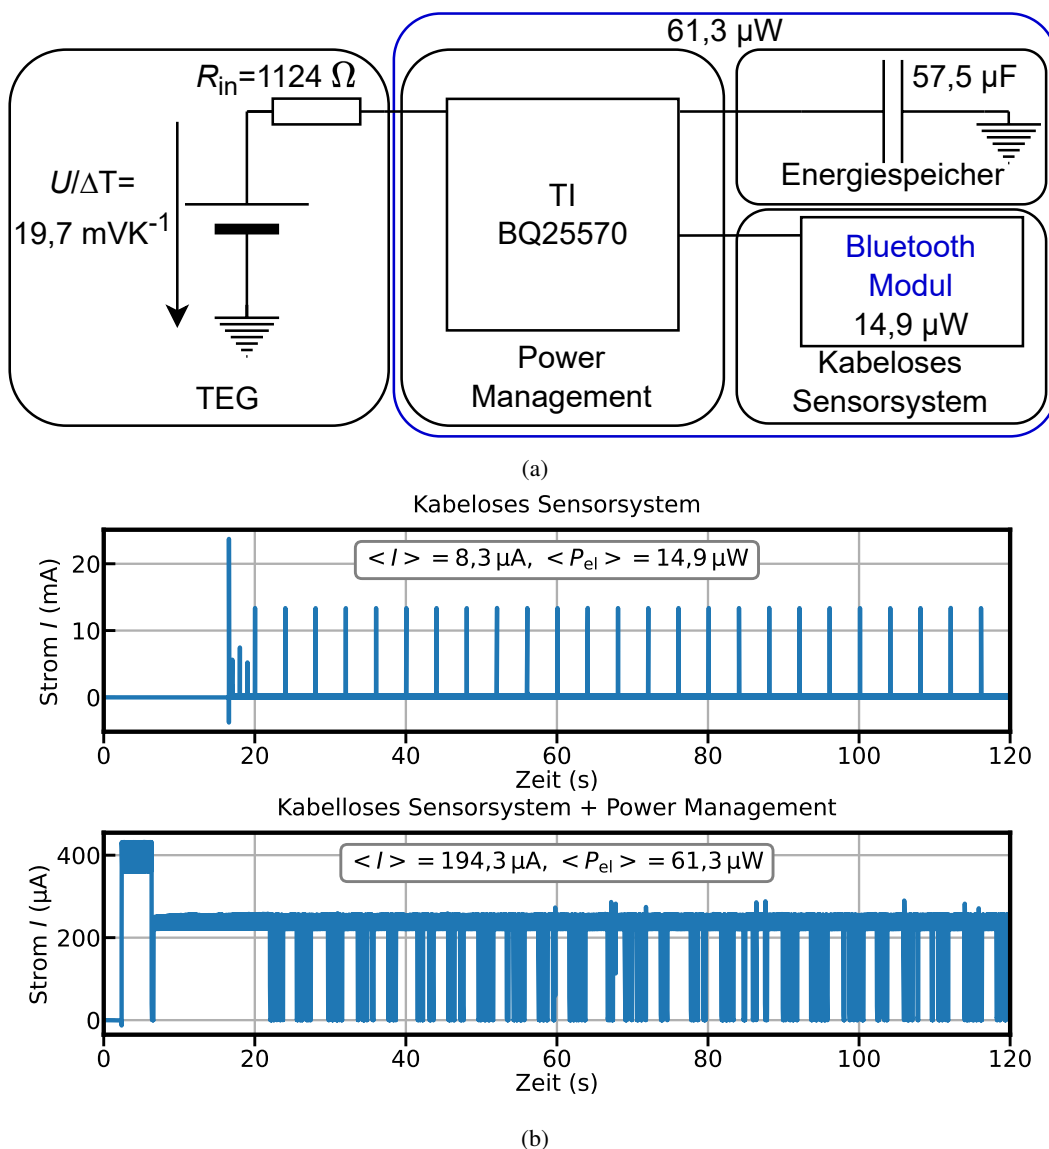 61,3 µW
R_in=1124 Ω
57,5 µF
U/ΔT=
19,7 mVK⁻¹
TI
BQ25570
Energiespeicher
Bluetooth
Modul
14,9 µW
Power
Management
Kabeloses
Sensorsystem
TEG
(a)
Kabeloses Sensorsystem
< I > = 8,3 µA, < P_el > = 14,9 µW
Strom I (mA)
20
10
0
0 20 40 60 80 100 120
Zeit (s)
Kabelloses Sensorsystem + Power Management
< I > = 194,3 µA, < P_el > = 61,3 µW
Strom I (µA)
400
200
0
0 20 40 60 80 100 120
Zeit (s)
(b)